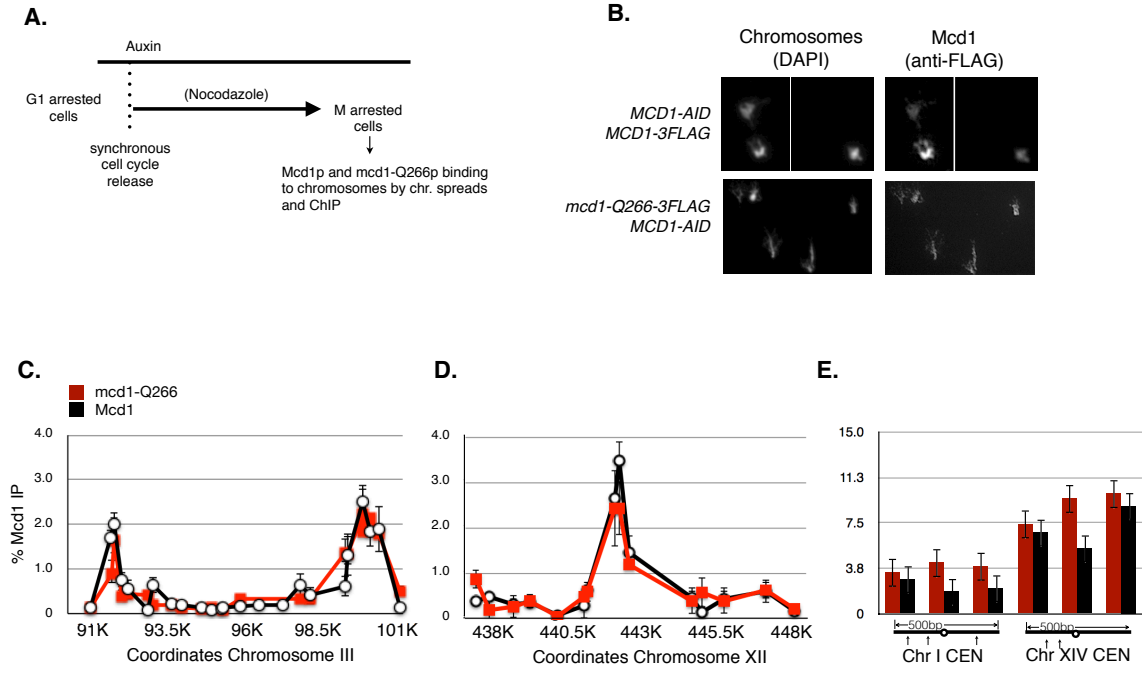 A.
Auxin
G1 arrested
cells
(Nocodazole)
M arrested
cells
synchronous
cell cycle
release
Mcd1p and mcd1-Q266p binding
to chromosomes by chr. spreads
and ChIP
B.
Chromosomes
(DAPI)
Mcd1
(anti-FLAG)
MCD1-AID
MCD1-3FLAG
mcd1-Q266-3FLAG
MCD1-AID
C.
mcd1-Q266
Mcd1
% Mcd1 IP
4.0
3.0
2.0
1.0
0
91K 93.5K 96K 98.5K 101K
Coordinates Chromosome III
D.
4.0
3.0
2.0
1.0
0
438K 440.5K 443K 445.5K 448K
Coordinates Chromosome XII
E.
15.0
11.3
7.5
3.8
0
500bp 500bp
Chr I CEN Chr XIV CEN